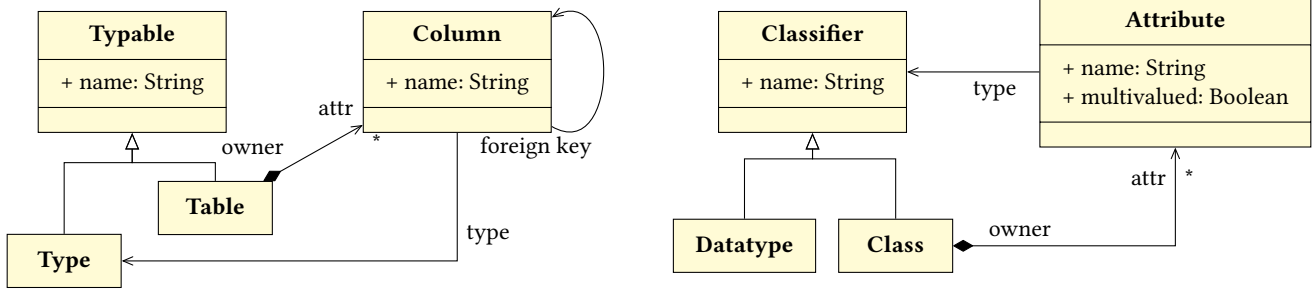 Typable
+ name: String
Column
+ name: String
attr
*
owner
foreign key
Table
type
Type
Classifier
+ name: String
Attribute
+ name: String
+ multivalued: Boolean
type
attr
*
owner
Datatype
Class